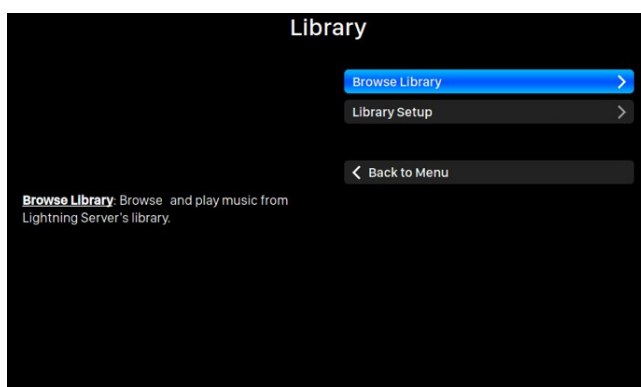 Library
Browse Library
Library Setup
Back to Menu
Browse Library: Browse and play music from
Lightning Server's library.